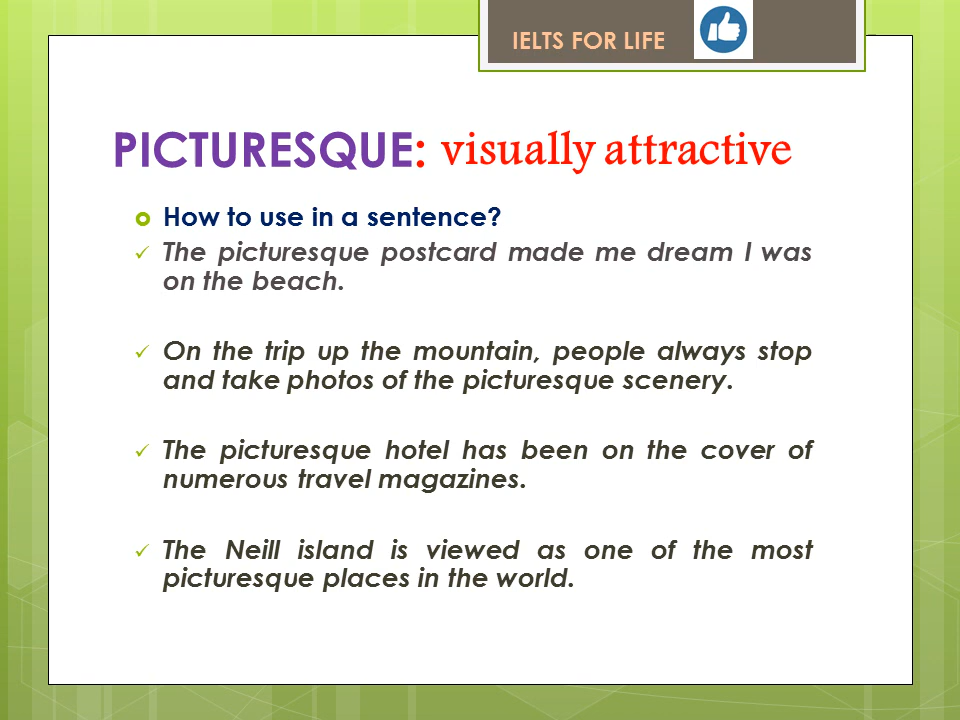 IELTS FOR LIFE
PICTURESQUE: visually attractive
How to use in a sentence?
The picturesque postcard made me dream I was
on the beach.
On the trip up the mountain, people always stop
and take photos of the picturesque scenery.
The picturesque hotel has been on the cover of
numerous travel magazines.
The Neill island is viewed as one of the most
picturesque places in the world.